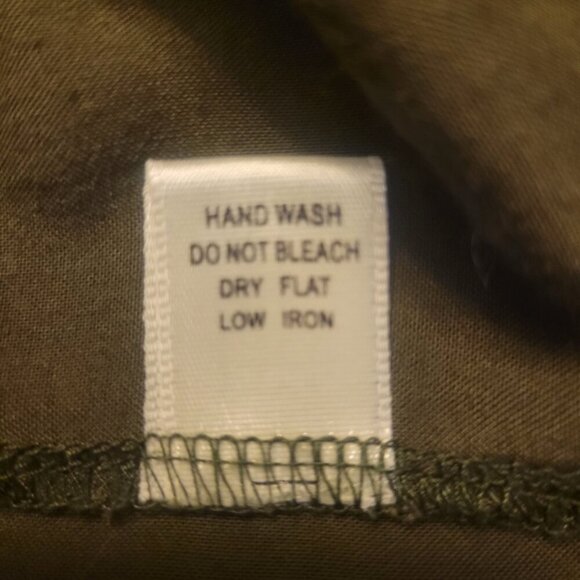 HAND WASH
DO NOT BLEACH
DRY FLAT
LOW IRON